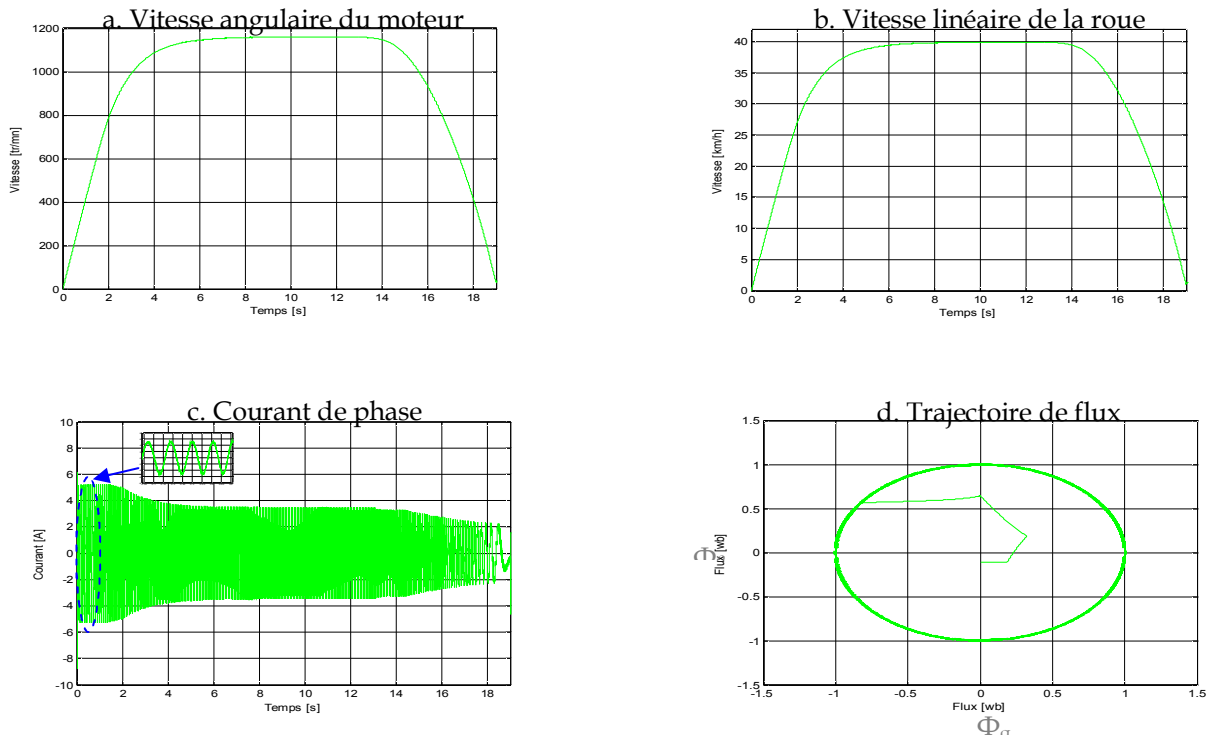 a. Vitesse angulaire du moteur
1200
1000
800
600
400
200
0
Vitesse [tr/mn]
0 2 4 6 8 10 12 14 16 18
Temps [s]
b. Vitesse linéaire de la roue
40
35
30
25
20
15
10
5
0
Vitesse [km/h]
0 2 4 6 8 10 12 14 16 18
Temps [s]
c. Courant de phase
10
8
6
4
2
0
-2
-4
-6
-8
-10
Courant [A]
0 2 4 6 8 10 12 14 16 18
Temps [s]
d. Trajectoire de flux
1.5
1
0.5
0
-0.5
-1
-1.5
Φ
Flux [wb]
-1.5 -1 -0.5 0 0.5 1 1.5
Flux [wb]
Φ